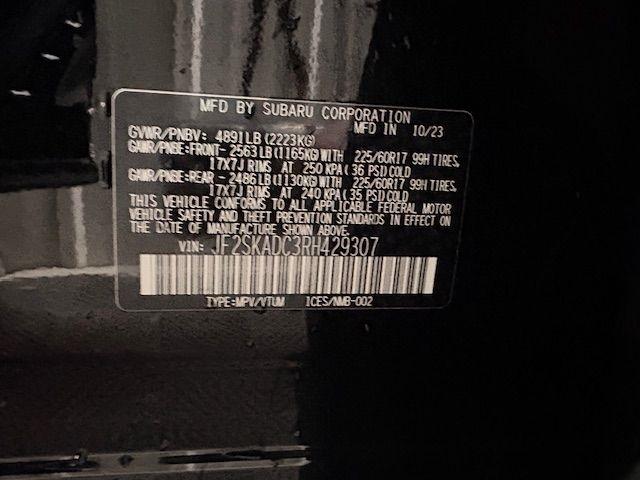 MFD BY SUBARU CORPORATION
MFD IN 10/23
GVWR/PNBV: 4891LB (2223KG)
GAWR/PNBE:FRONT- 2563LB (1165KG) WITH 225/60R17 99H TIRES,
17X7J RIMS AT 250 KPA (36 PSI) COLD
GAWR/PNBE:REAR - 2486LB (1130KG) WITH 225/60R17 99H TIRES,
17X7J RIMS AT 240 KPA (35 PSI) COLD
THIS VEHICLE CONFORMS TO ALL APPLICABLE FEDERAL MOTOR
VEHICLE SAFETY AND THEFT PREVENTION STANDARDS IN EFFECT ON
THE DATE OF MANUFACTURE SHOWN ABOVE.
VIN: JF2SKADC3RH429307
TYPE:MPV/VTUM ICES/NMB-002